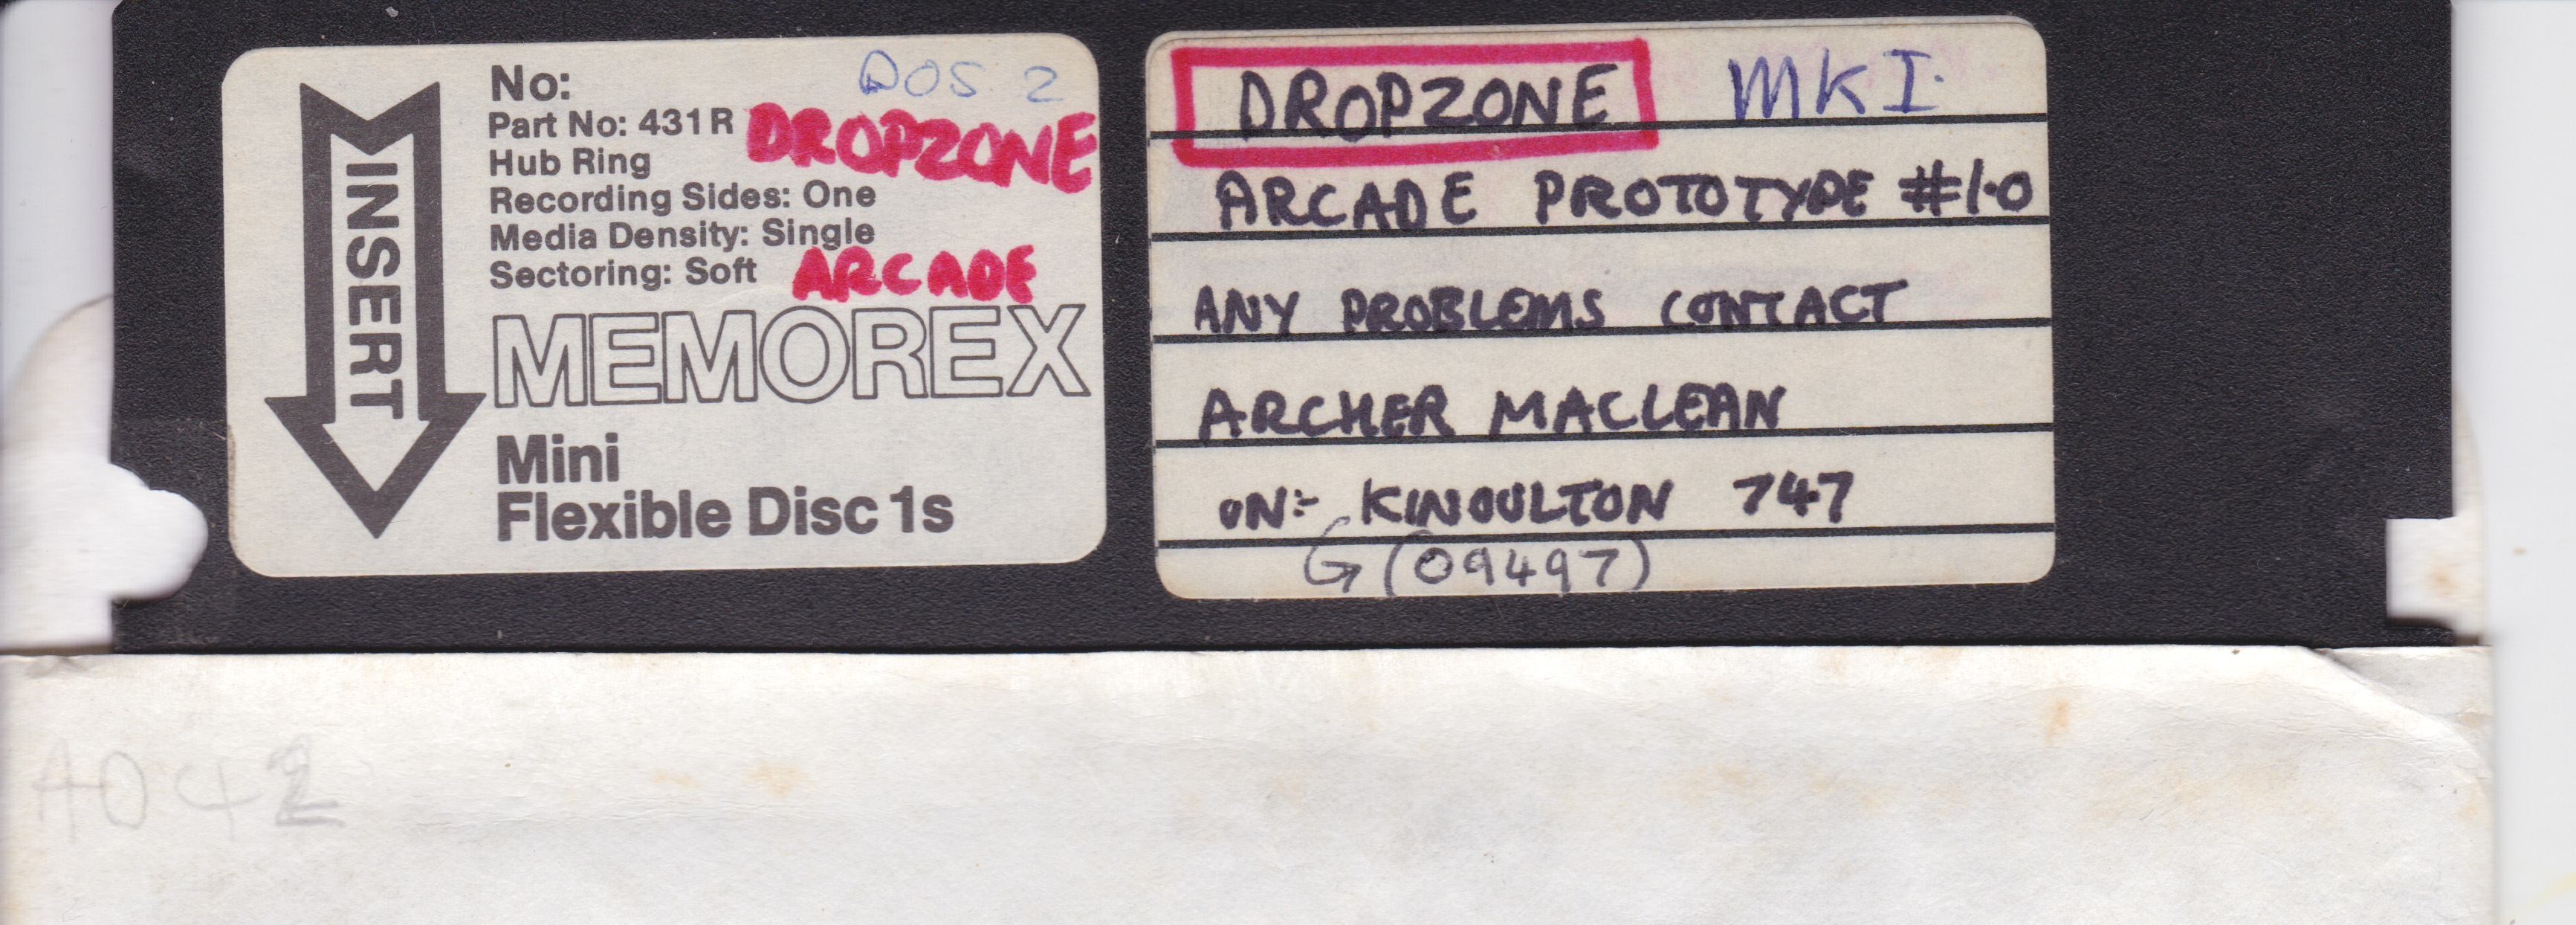 No: DOS 2
Part No: 431R DROPZONE
Hub Ring
Recording Sides: One
Media Density: Single
Sectoring: Soft ARCADE
INSERT
MEMOREX
Mini
Flexible Disc 1s
DROPZONE MKI.
ARCADE PROTOTYPE #1.0
ANY PROBLEMS CONTACT
ARCHER MACLEAN
ON:- KINOULTON 747
(09497)
A042